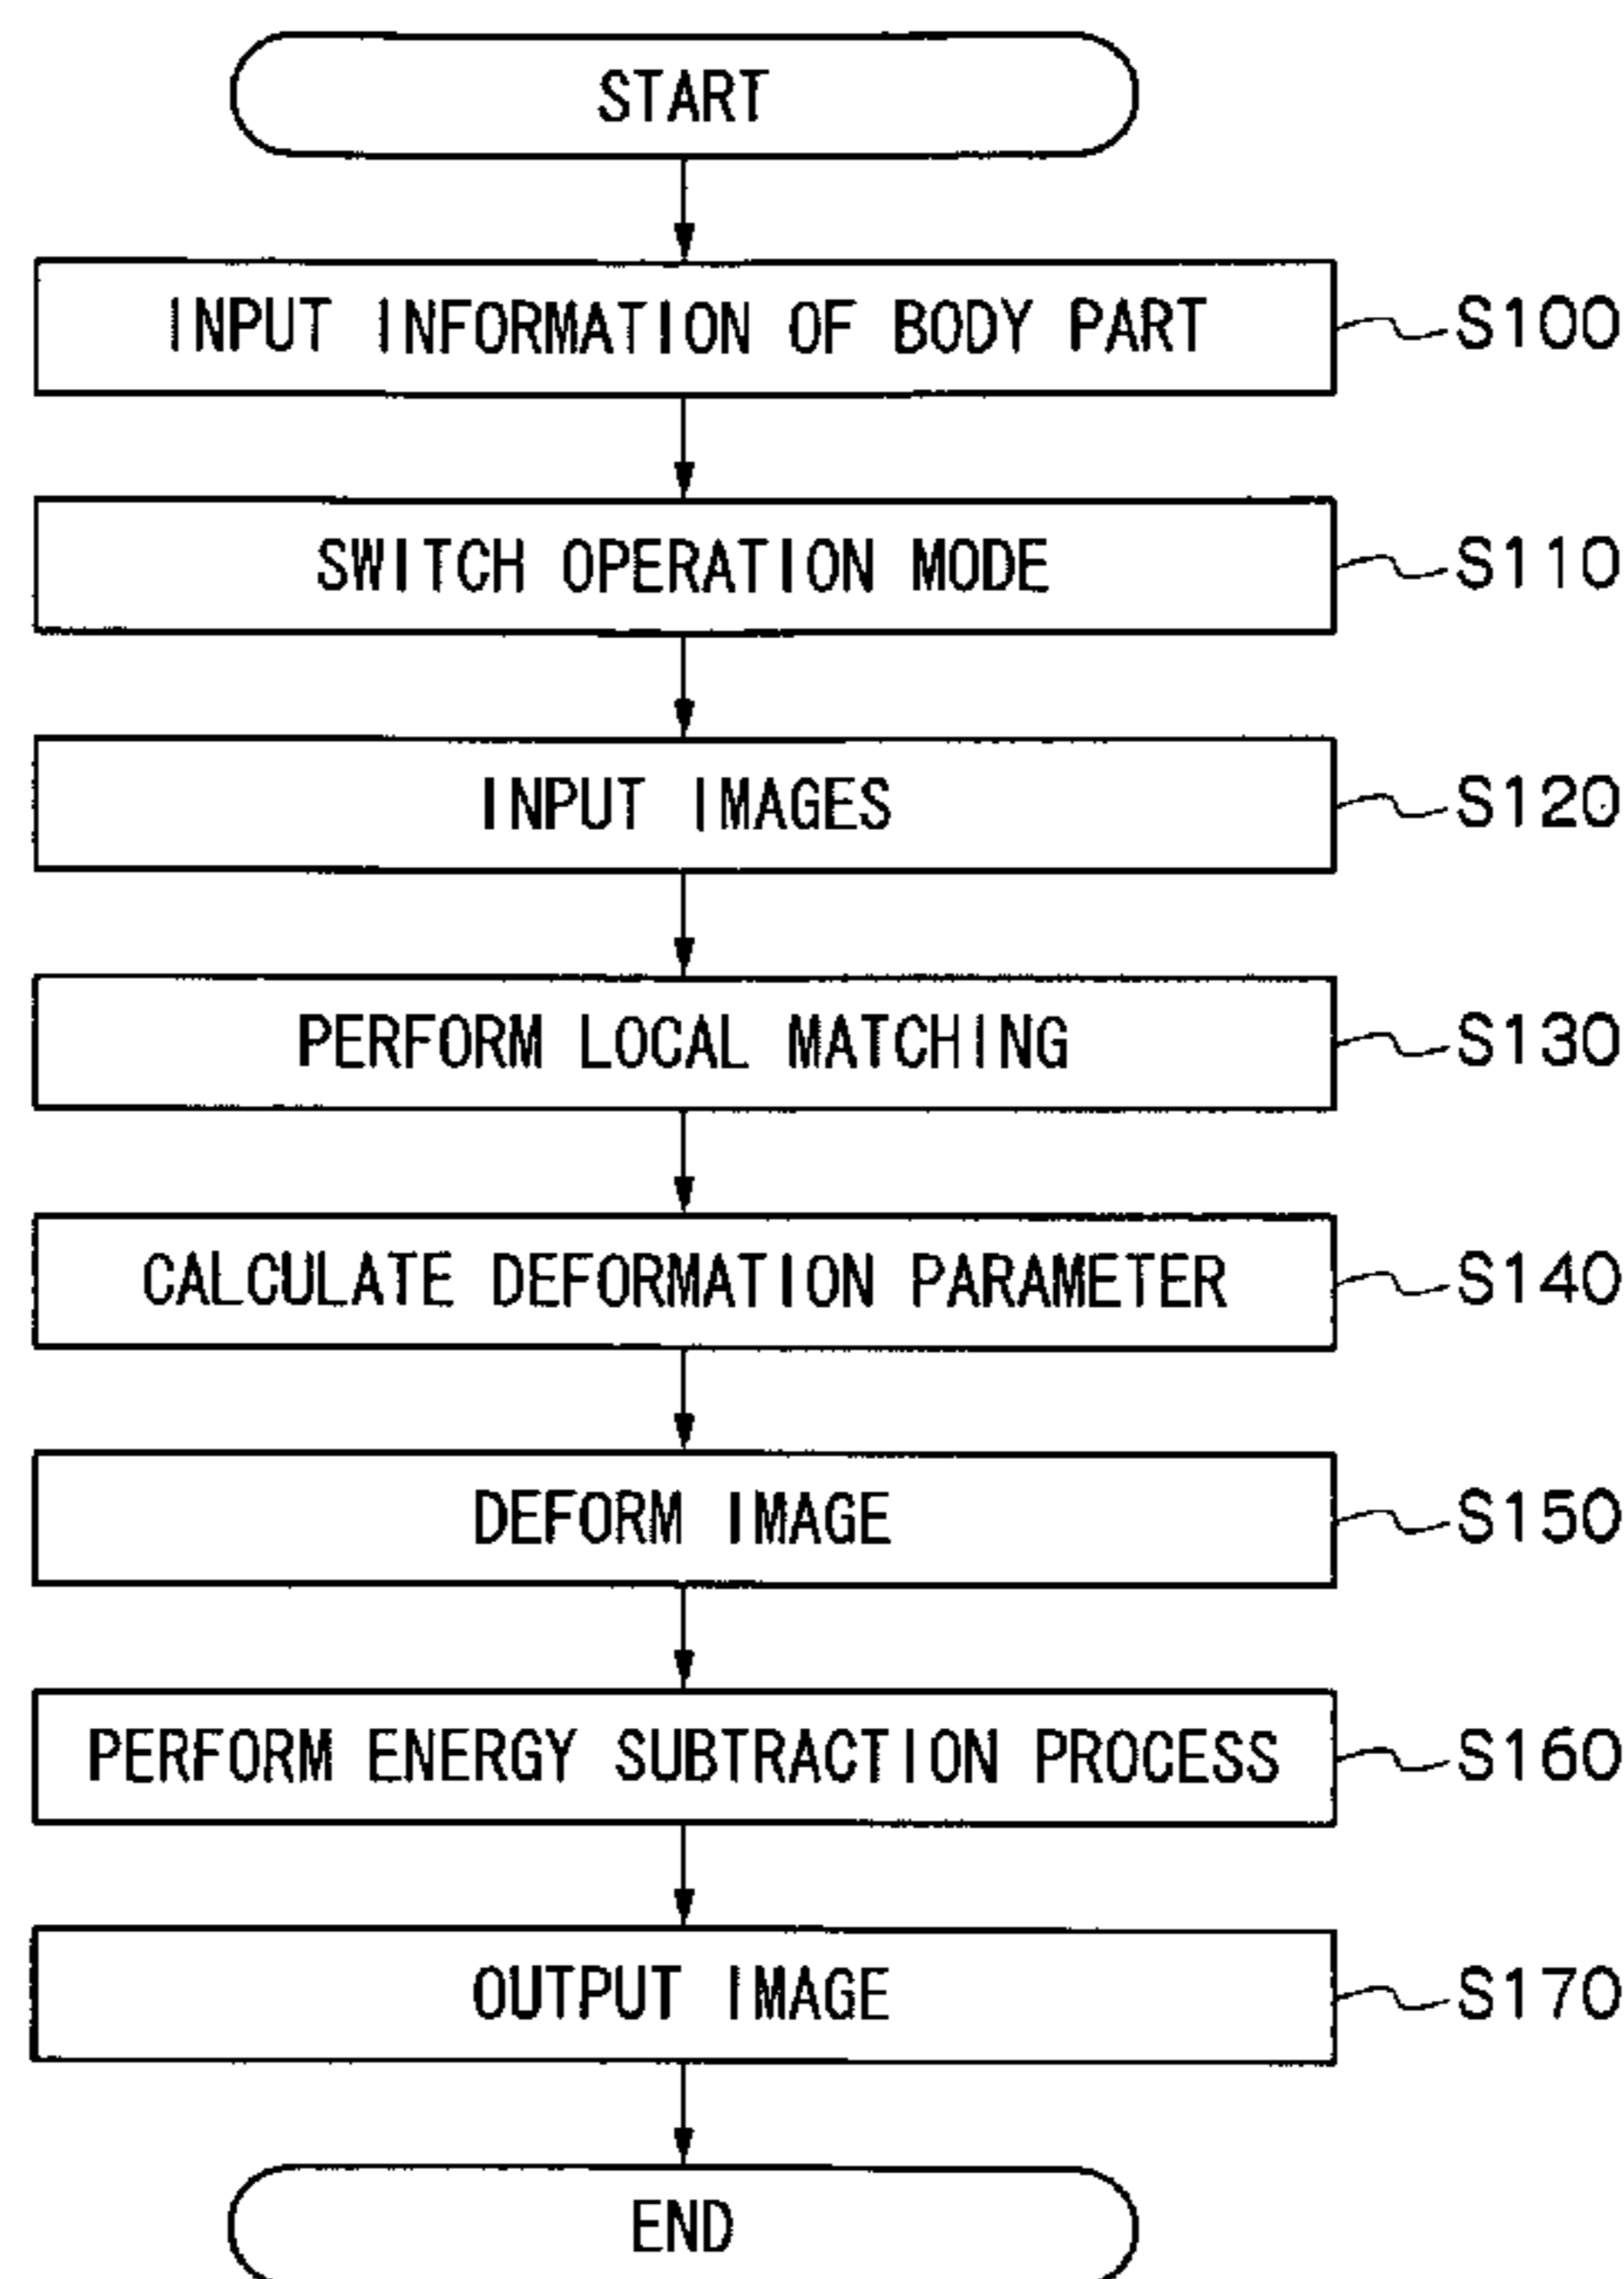 START
INPUT INFORMATION OF BODY PART
S100
SWITCH OPERATION MODE
S110
INPUT IMAGES
S120
PERFORM LOCAL MATCHING
S130
CALCULATE DEFORMATION PARAMETER
S140
DEFORM IMAGE
S150
PERFORM ENERGY SUBTRACTION PROCESS
S160
OUTPUT IMAGE
S170
END